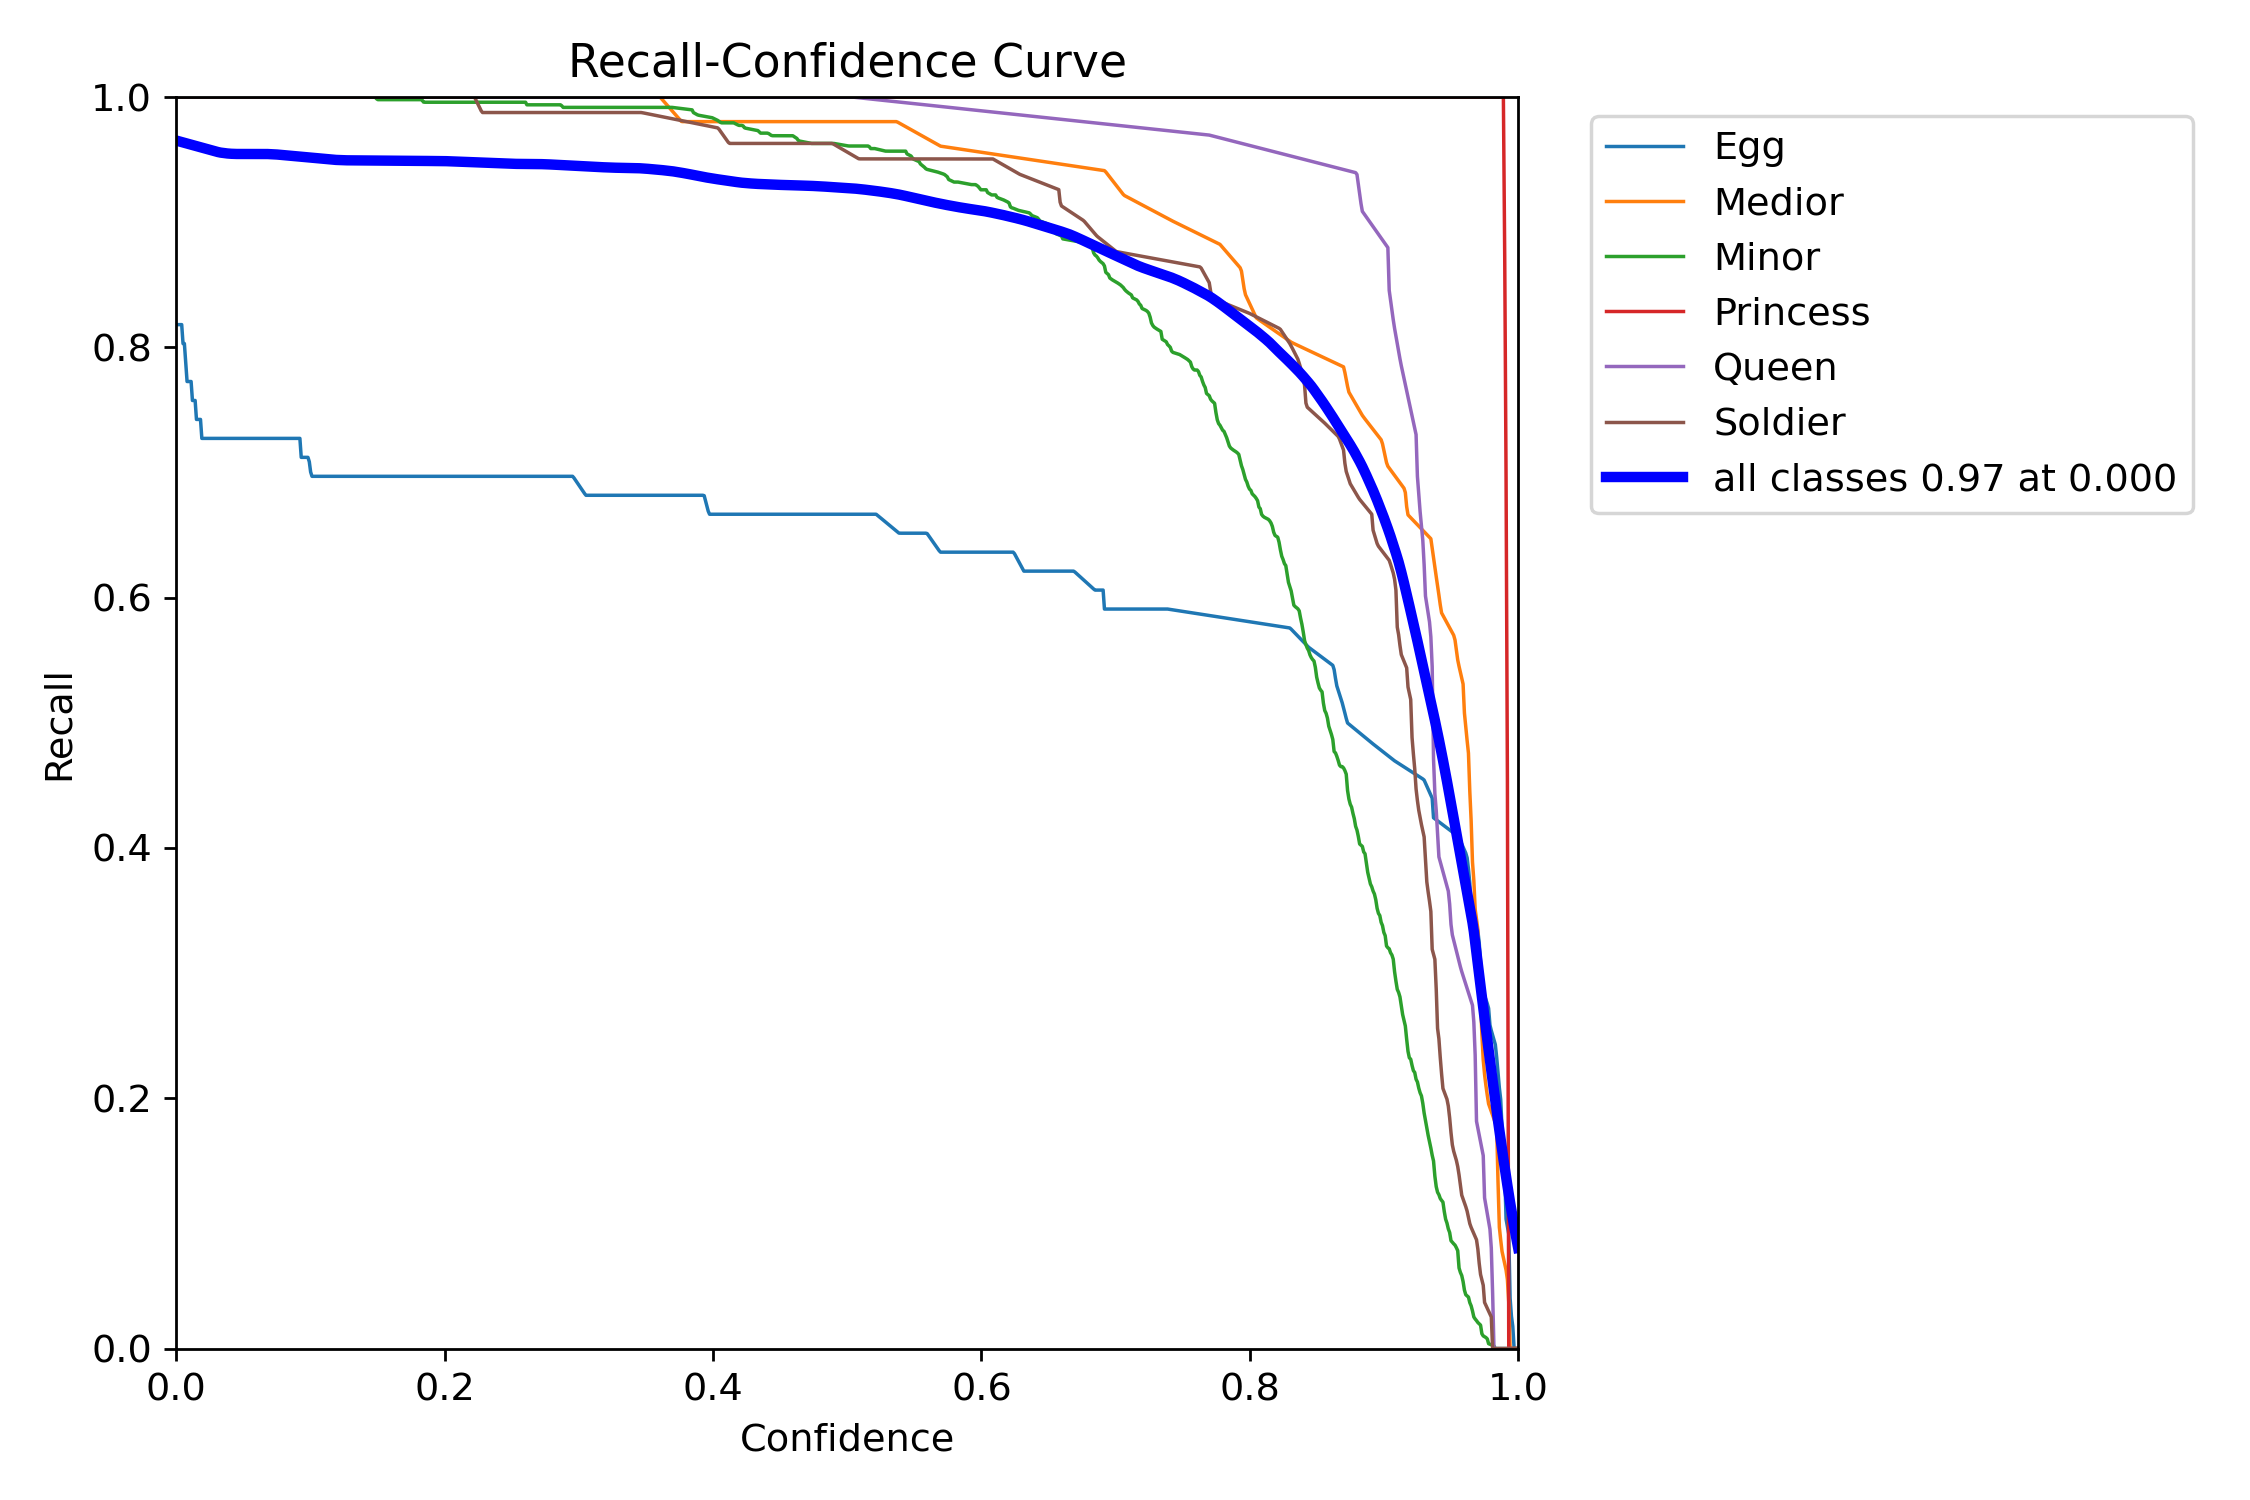 Recall-Confidence Curve
1.0
0.8
0.6
0.4
0.2
0.0
Recall
0.0 0.2 0.4 0.6 0.8 1.0
Confidence
Egg
Medior
Minor
Princess
Queen
Soldier
all classes 0.97 at 0.000